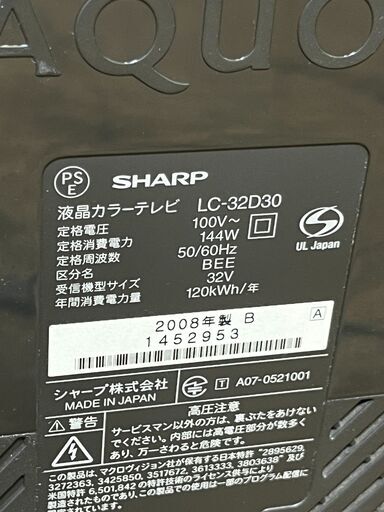 AQUO
PS
E
SHARP
液晶カラーテレビ LC-32D30
定格電圧 100V～
定格消費電力 144W
定格周波数 50/60Hz
区分名 BEE
受信機型サイズ 32V
年間消費電力量 120kWh/年
UL Japan
2008年製 B
A
1452953
シャープ株式会社
MADE IN JAPAN
T A07-0521001
警告
高圧注意
サービスマン以外の方は、裏ぶたをあけない
でください。内部には高電圧部分が数多く
あり、万一さわると危険です。
この製品は、マクロヴィジョン社が保有する日本特許 "2895629,
3272363, 3425850, 3517672, 3613333, 3803638" 及び
米国特許 6,501,842 の特許技術のライセンス供与により